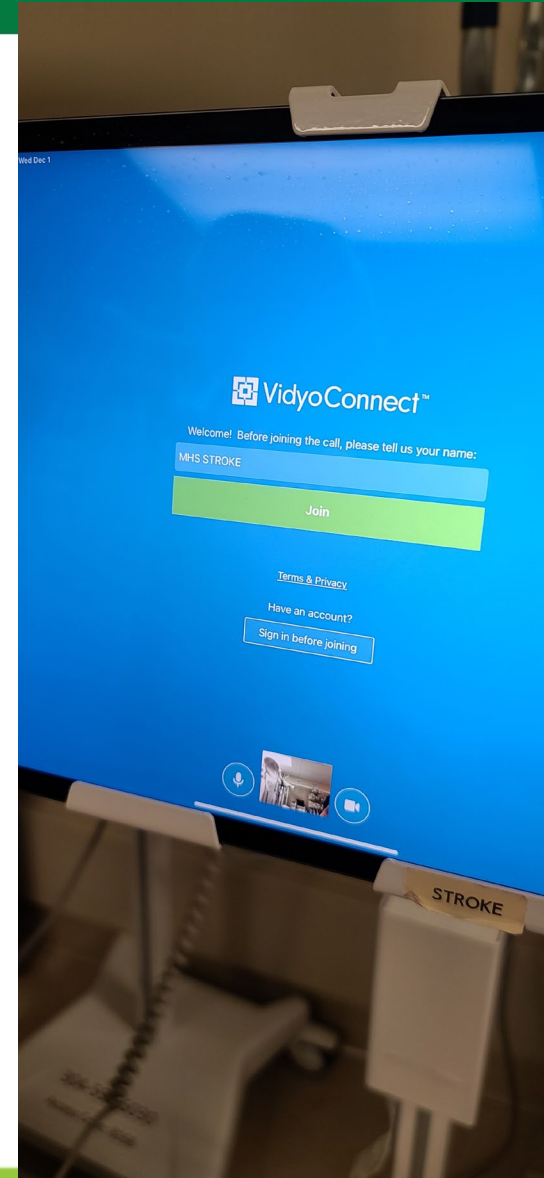 Wed Dec 1
VidyoConnect™
Welcome! Before joining the call, please tell us your name:
MHS STROKE
Join
Terms & Privacy
Have an account?
Sign in before joining
STROKE